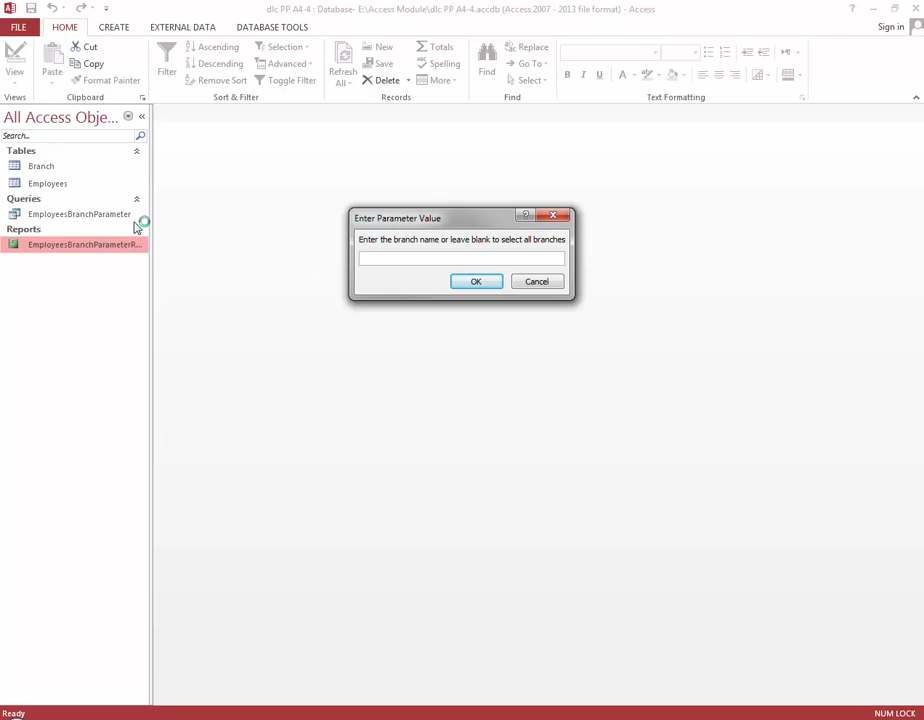 dlc PP A4-4 : Database- E:\Access Module\dlc PP A4-4.accdb (Access 2007 - 2013 file format) - Access
FILE HOME CREATE EXTERNAL DATA DATABASE TOOLS Sign in
View
Views
Paste
Cut
Copy
Format Painter
Clipboard
Filter
Ascending
Descending
Remove Sort
Selection
Advanced
Toggle Filter
Sort & Filter
Refresh
All
New
Save
Delete
Totals
Spelling
More
Records
Find
Replace
Go To
Select
Find
B I U A
Text Formatting
All Access Obje...
Search...
Tables
Branch
Employees
Queries
EmployeesBranchParameter
Reports
EmployeesBranchParameterR...
Enter Parameter Value
Enter the branch name or leave blank to select all branches
OK Cancel
Ready NUM LOCK